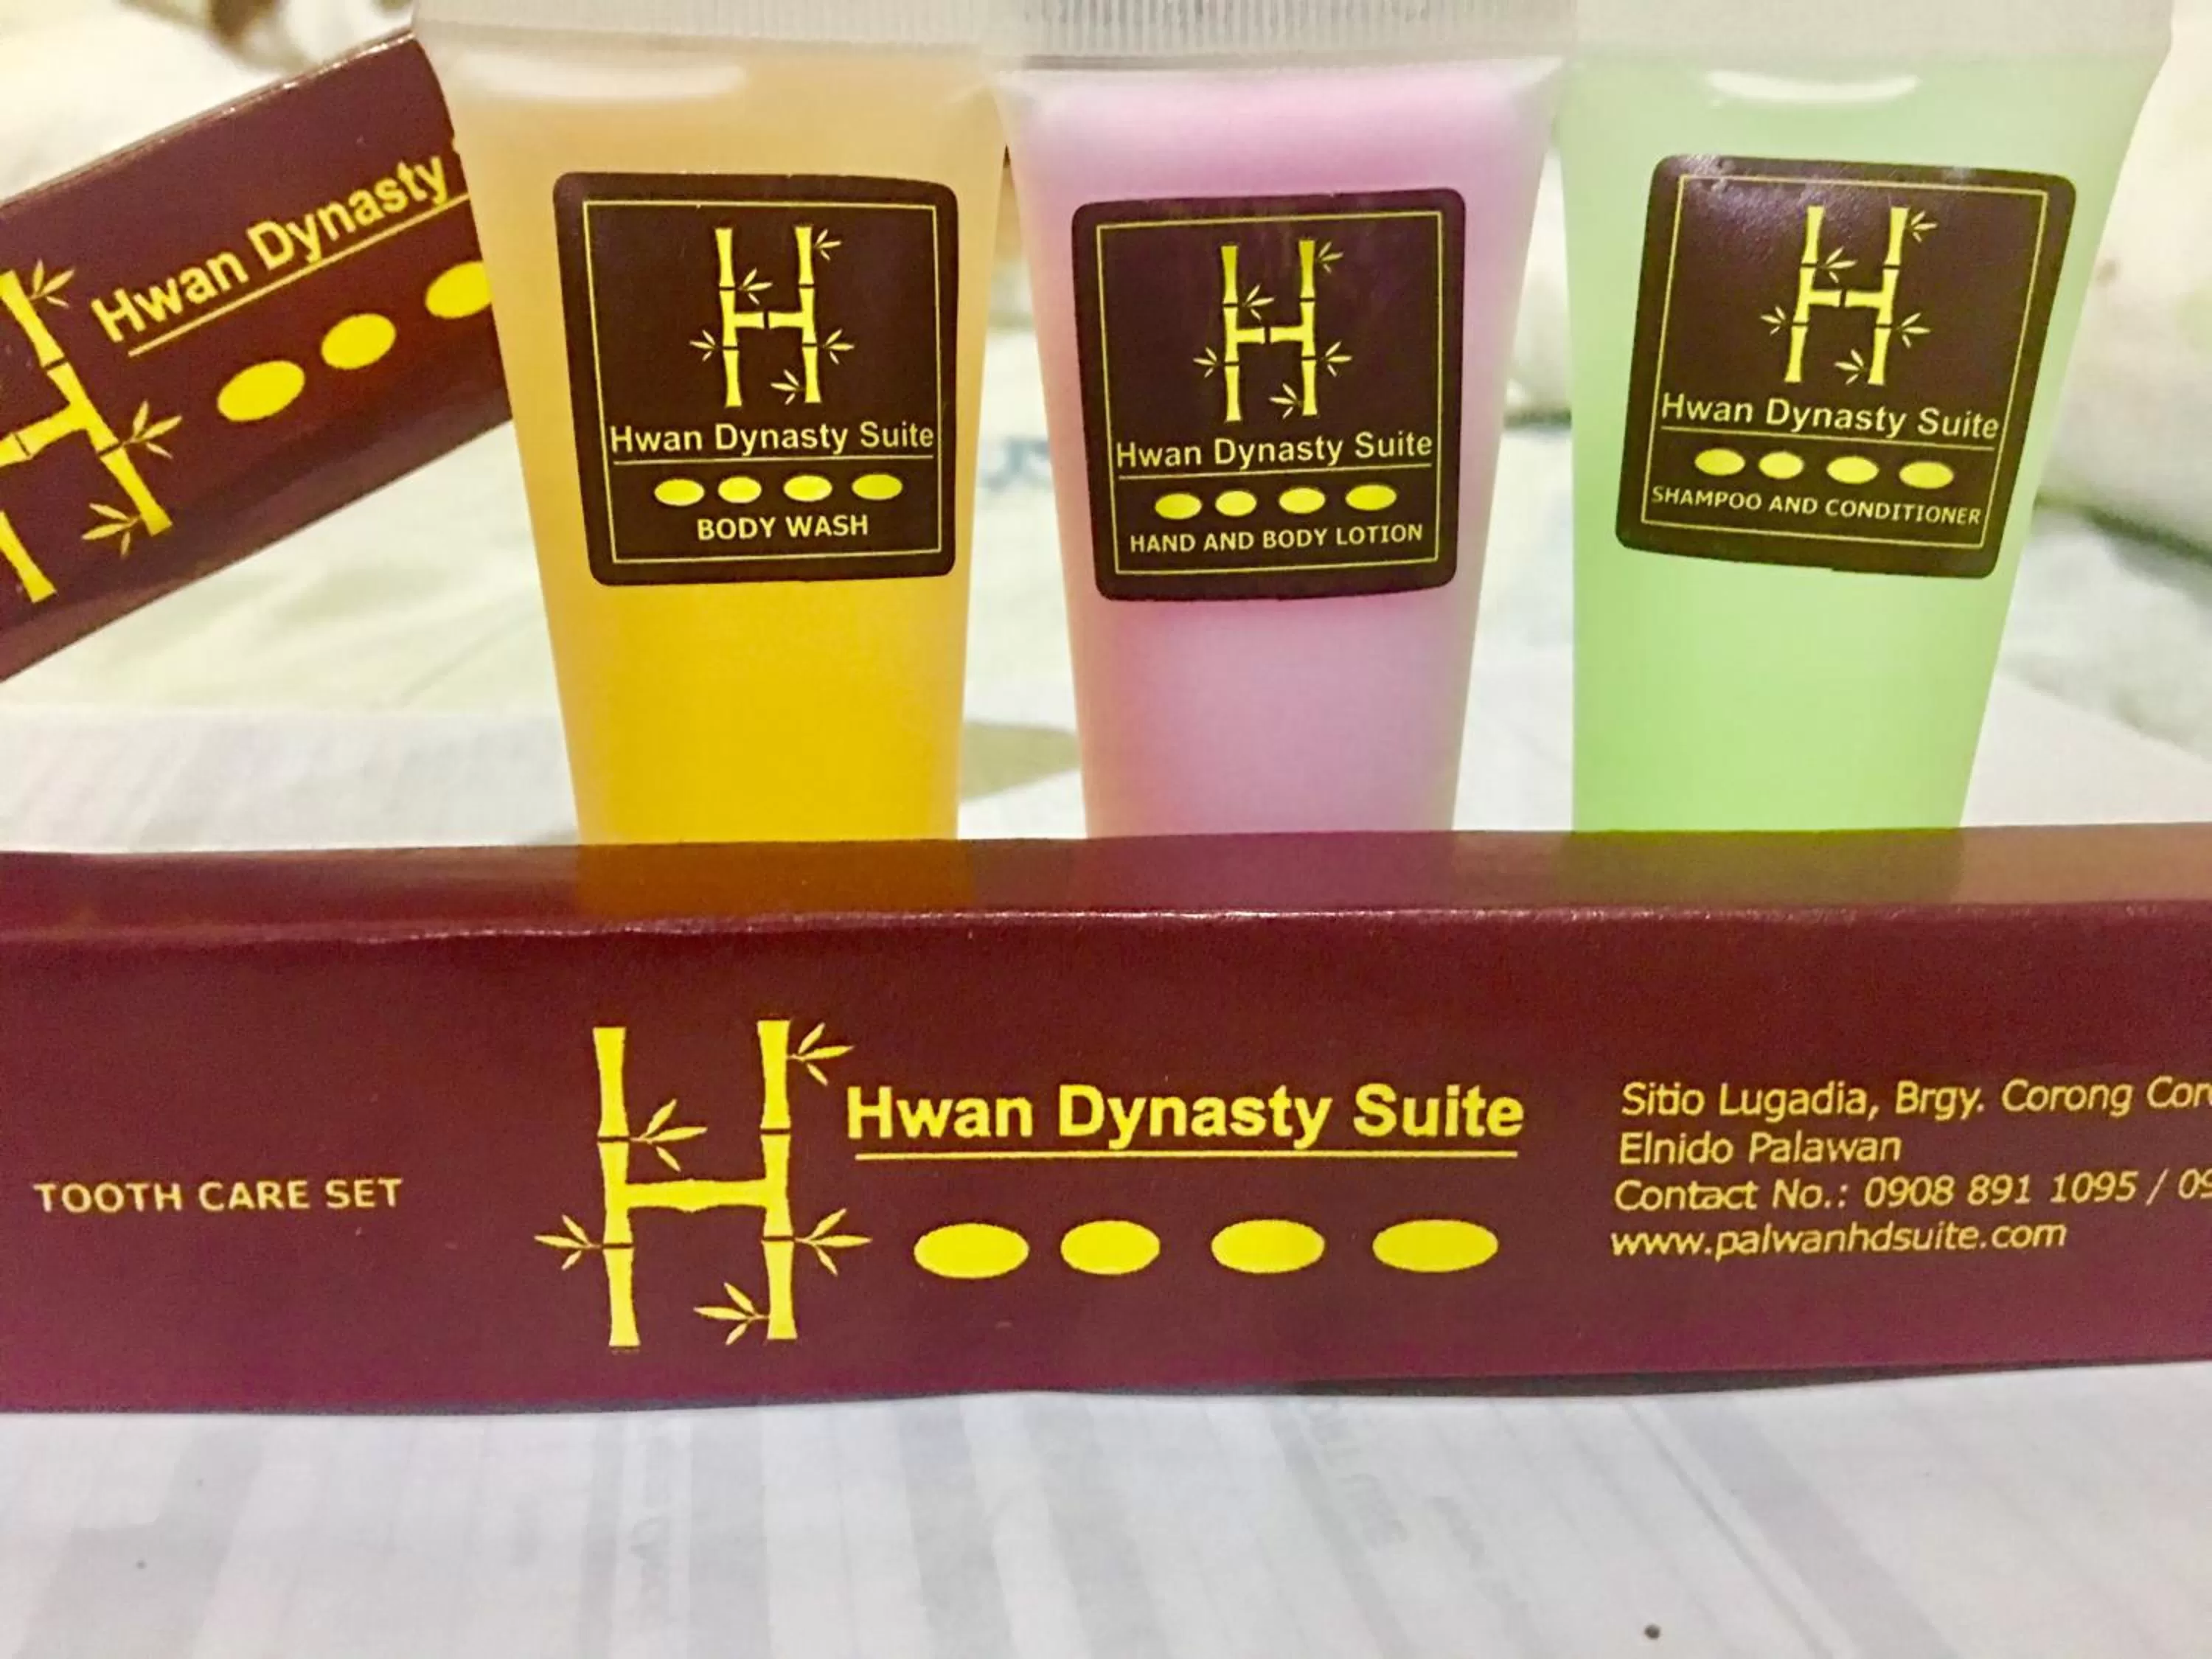 Hwan Dynasty
Hwan Dynasty Suite
BODY WASH
Hwan Dynasty Suite
HAND AND BODY LOTION
Hwan Dynasty Suite
SHAMPOO AND CONDITIONER
TOOTH CARE SET
Hwan Dynasty Suite
Sitio Lugadia, Brgy. Corong
Elnido Palawan
Contact No.: 0908 891 1095 /
www.palwanhdsuite.com